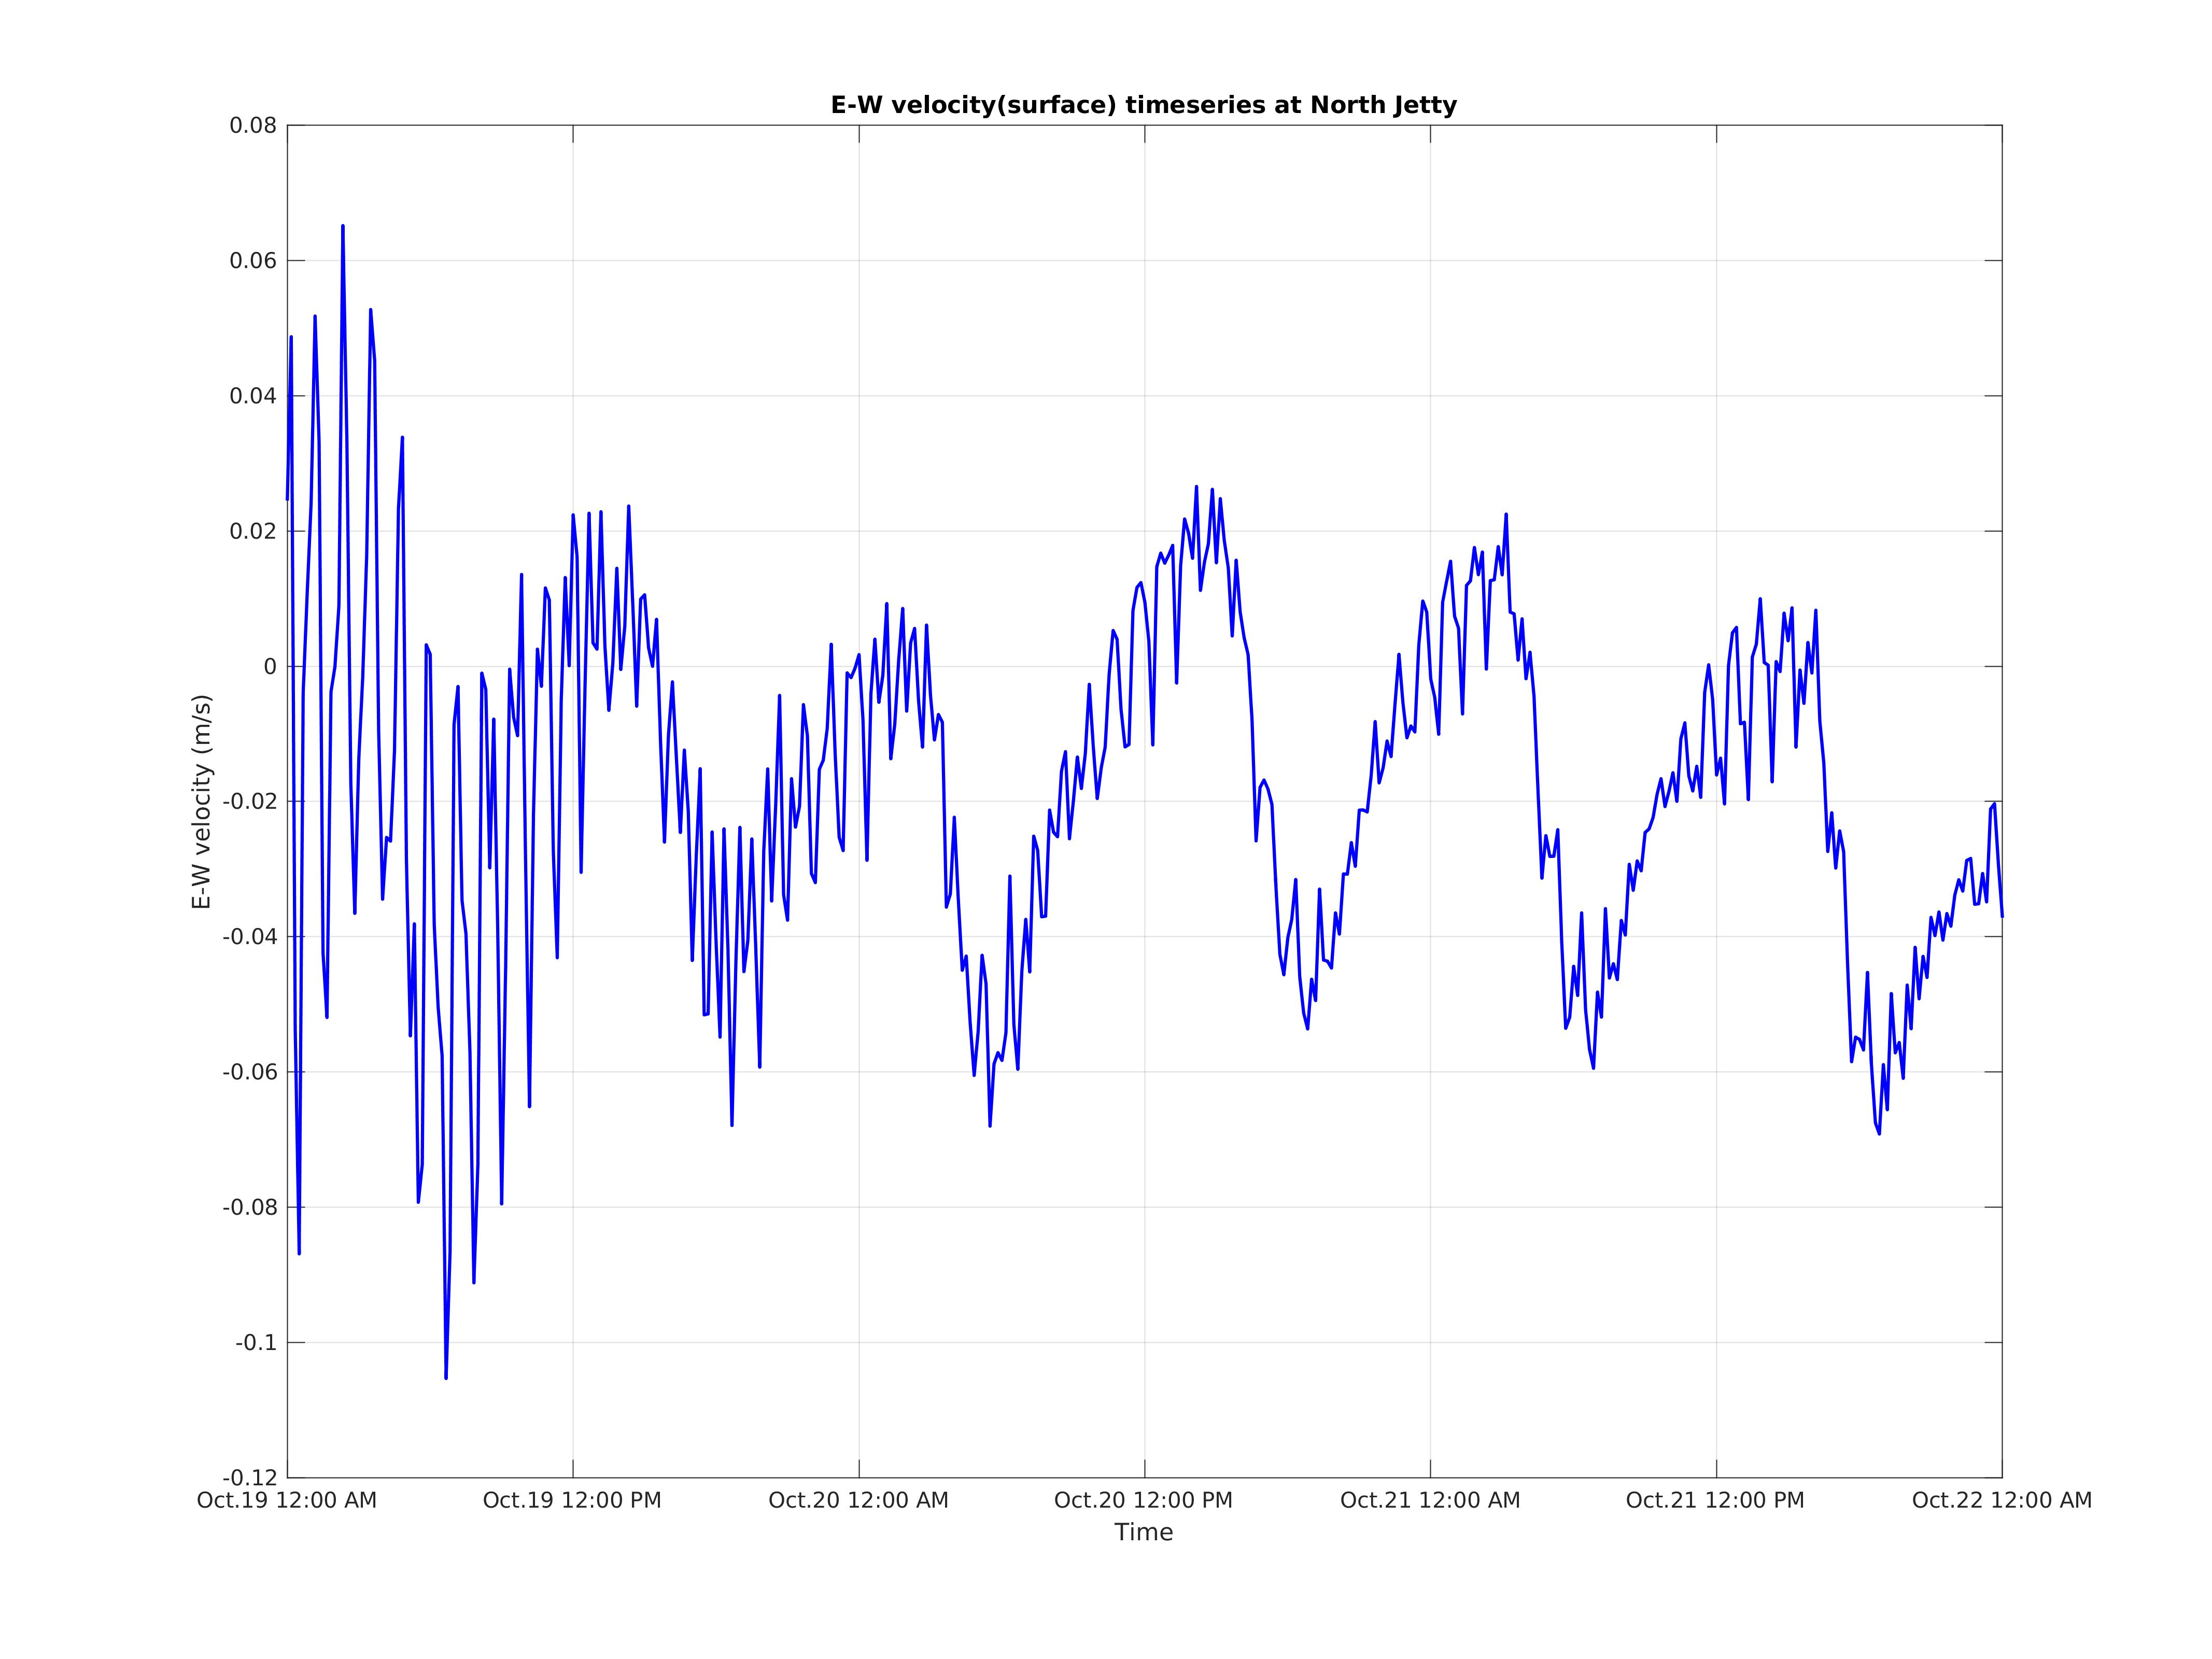 E-W velocity(surface) timeseries at North Jetty
0.08
0.06
0.04
0.02
0
-0.02
-0.04
-0.06
-0.08
-0.1
-0.12
E-W velocity (m/s)
Oct.19 12:00 AM Oct.19 12:00 PM Oct.20 12:00 AM Oct.20 12:00 PM Oct.21 12:00 AM Oct.21 12:00 PM Oct.22 12:00 AM
Time